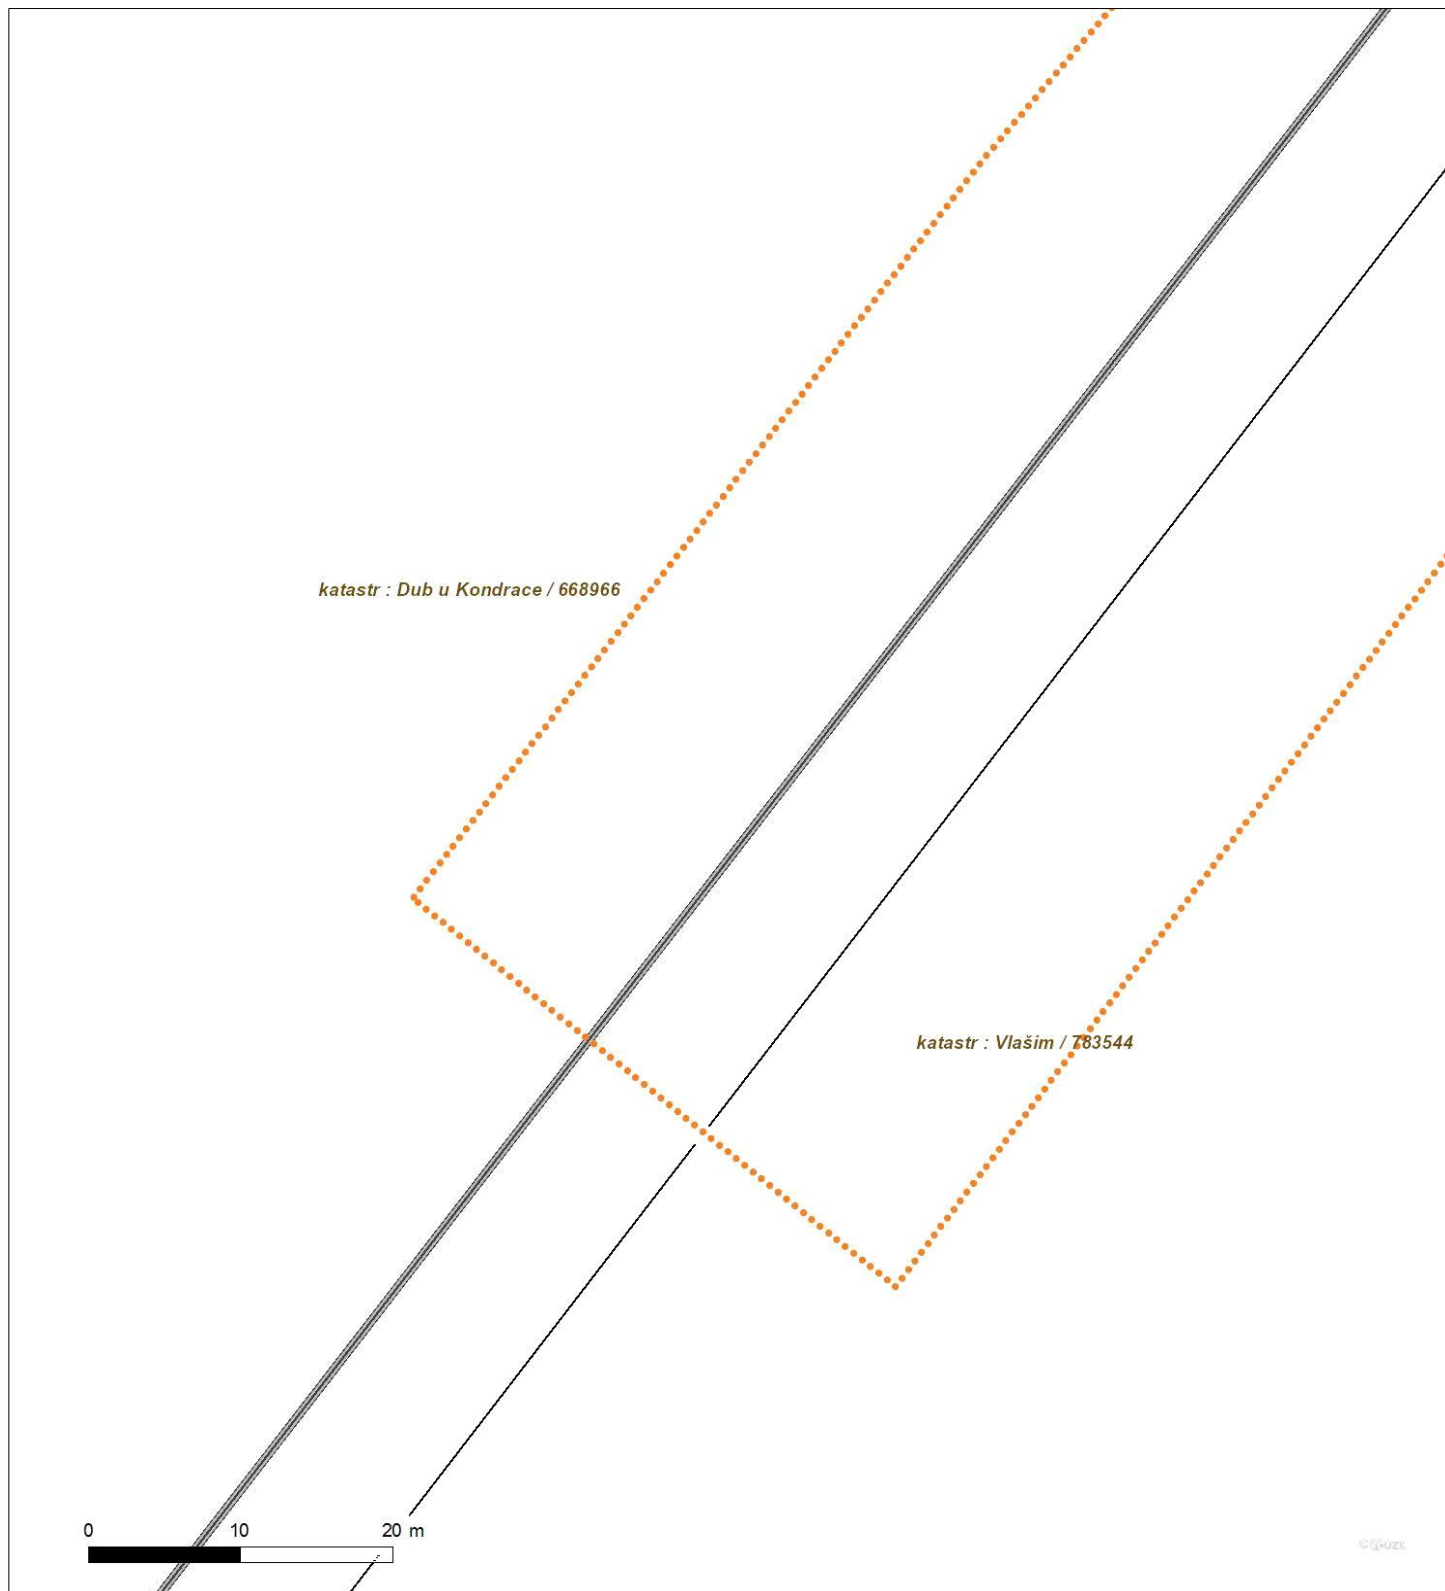 katastr : Dub u Kondrace / 668966
katastr : Vlašim / 783544
0 10 20 m